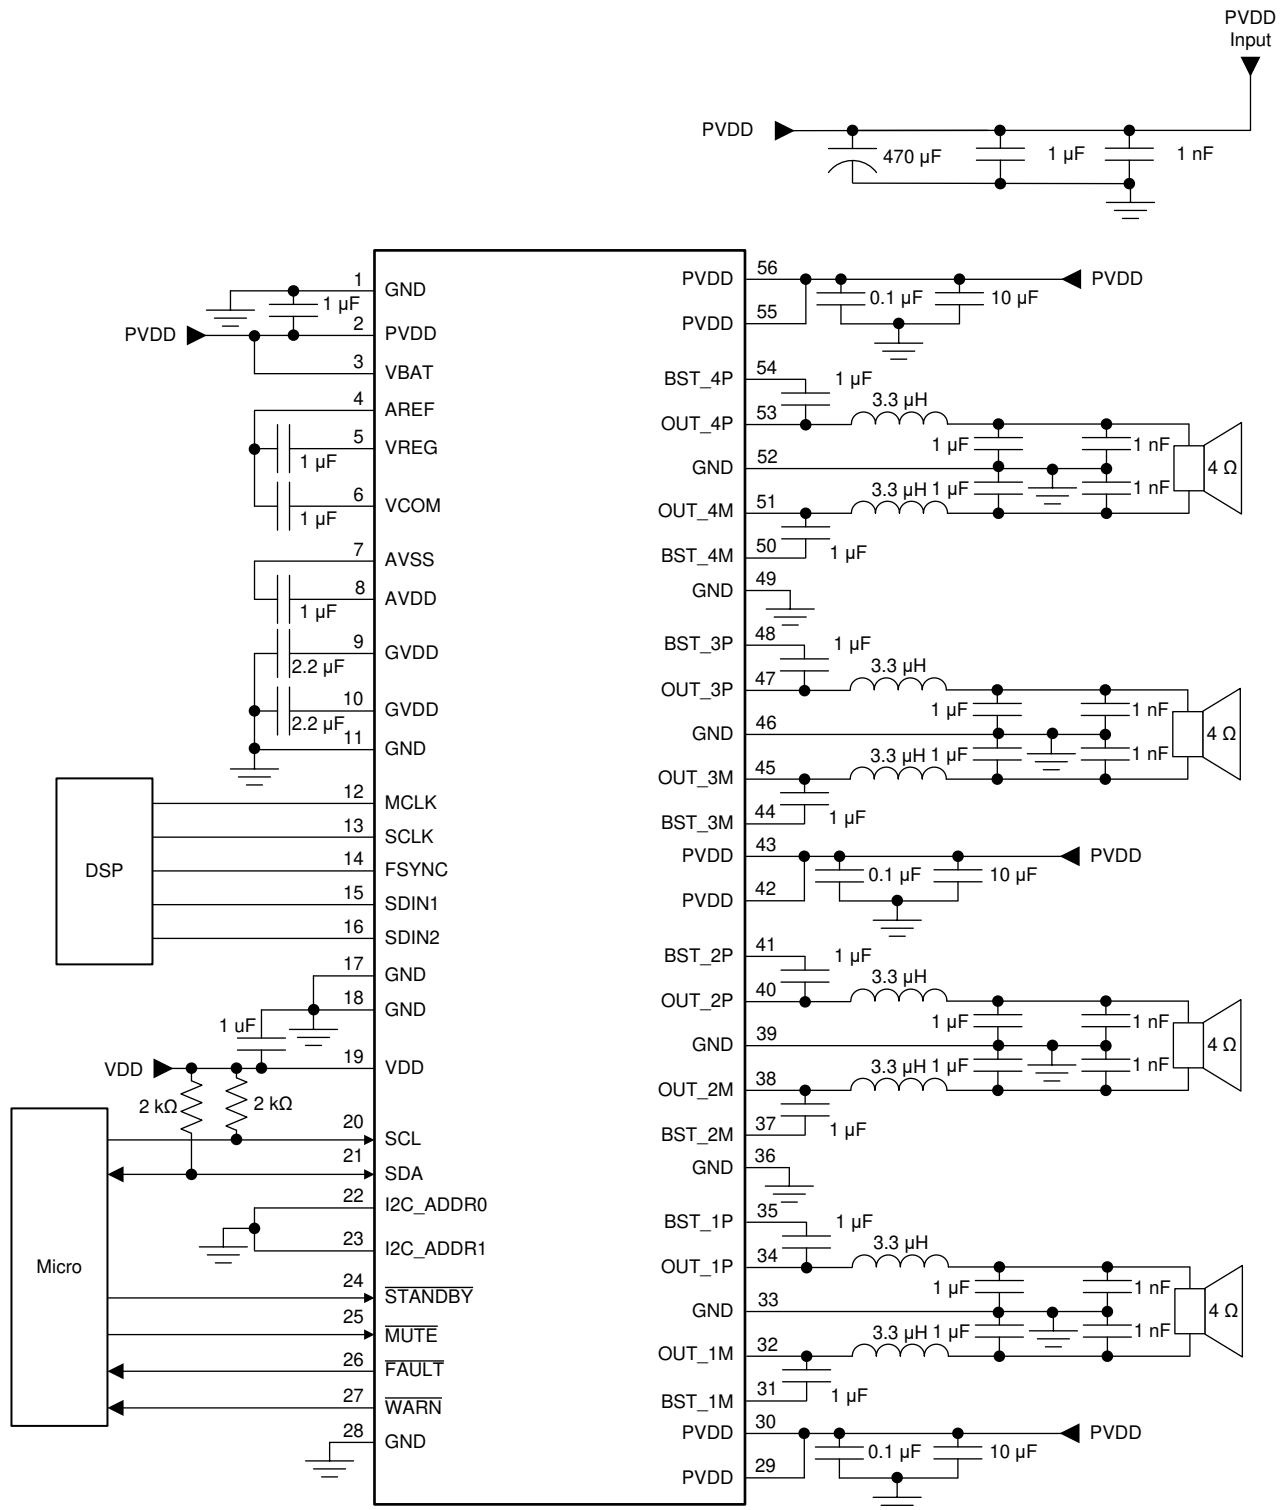 PVDD
Input
PVDD
470 µF
1 µF
1 nF
1
GND
1 µF
PVDD
2
PVDD
3
VBAT
4
AREF
5
VREG
1 µF
6
VCOM
1 µF
7
AVSS
8
AVDD
1 µF
9
GVDD
2.2 µF
10
GVDD
2.2 µF
11
GND
DSP
12
MCLK
13
SCLK
14
FSYNC
15
SDIN1
16
SDIN2
17
GND
18
GND
1 uF
VDD
19
VDD
2 kΩ
2 kΩ
20
SCL
21
SDA
22
I2C_ADDR0
23
I2C_ADDR1
Micro
24
STANDBY
25
MUTE
26
FAULT
27
WARN
28
GND
PVDD
56
PVDD
0.1 µF
10 µF
PVDD
55
BST_4P
54
1 µF
3.3 µH
OUT_4P
53
1 µF
1 nF
GND
52
4 Ω
3.3 µH
1 µF
1 nF
OUT_4M
51
BST_4M
50
1 µF
GND
49
BST_3P
48
1 µF
3.3 µH
OUT_3P
47
1 µF
1 nF
GND
46
4 Ω
3.3 µH
1 µF
1 nF
OUT_3M
45
BST_3M
44
1 µF
PVDD
43
PVDD
0.1 µF
10 µF
PVDD
42
BST_2P
41
1 µF
3.3 µH
OUT_2P
40
1 µF
1 nF
GND
39
4 Ω
3.3 µH
1 µF
1 nF
OUT_2M
38
BST_2M
37
1 µF
GND
36
BST_1P
35
1 µF
3.3 µH
OUT_1P
34
1 µF
1 nF
GND
33
4 Ω
3.3 µH
1 µF
1 nF
OUT_1M
32
BST_1M
31
1 µF
PVDD
30
PVDD
0.1 µF
10 µF
PVDD
29